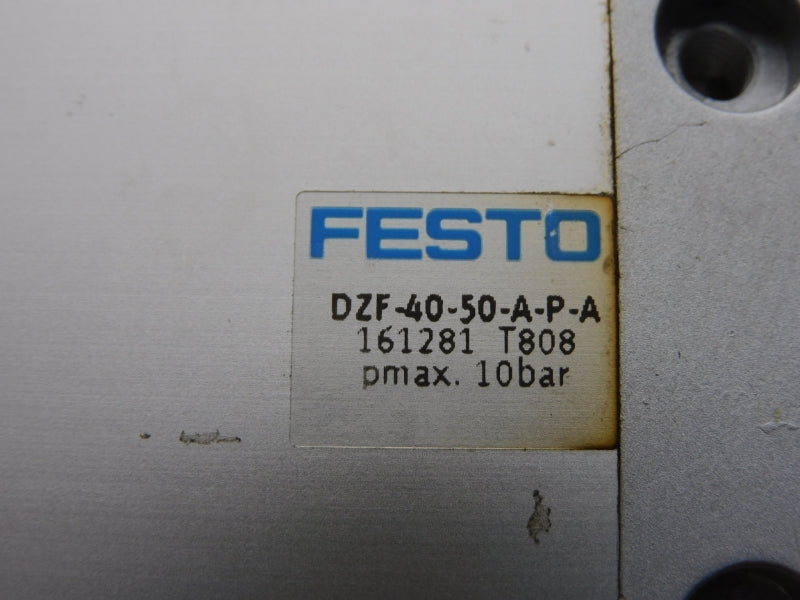 FESTO
DZF-40-50-A-P-A
161281 T808
pmax. 10bar